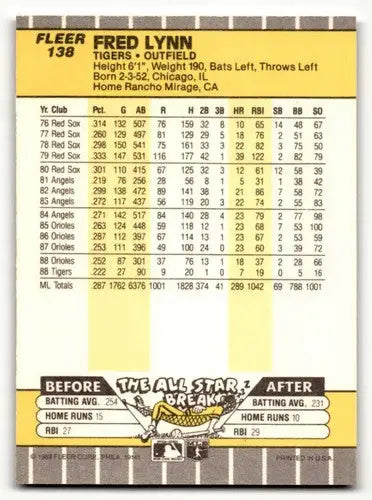 FLEER
138
FRED LYNN
TIGERS • OUTFIELD
Height 6'1", Weight 190, Bats Left, Throws Left
Born 2-3-52, Chicago, IL
Home Rancho Mirage, CA
Yr. Club Pct. G AB R H 2B 3B HR RBI SB BB SO
76 Red Sox .314 132 507 76 159 32 8 10 65 14 48 67
77 Red Sox .260 129 497 81 129 29 5 18 76 2 51 63
78 Red Sox .298 150 541 75 161 33 3 22 82 3 75 50
79 Red Sox .333 147 531 116 177 42 1 39 122 2 82 79
80 Red Sox .301 110 415 67 125 32 3 12 61 12 58 39
81 Angels .219 76 256 28 56 8 1 5 31 1 38 42
82 Angels .299 138 472 89 141 38 1 21 86 7 58 72
83 Angels .272 117 437 56 119 20 3 22 74 2 55 83
84 Angels .271 142 517 84 140 28 4 23 79 2 77 98
85 Orioles .263 124 448 59 118 12 1 23 68 7 53 100
86 Orioles .287 112 397 67 114 13 1 23 67 2 53 59
87 Orioles .253 111 396 49 100 24 0 23 60 3 39 72
88 Orioles .252 87 301 37 76 13 1 18 37 2 28 66
88 Tigers .222 27 90 9 20 1 0 7 19 0 5 16
ML Totals .287 1762 6376 1001 1828 374 41 289 1042 69 788 1001
BEFORE THE ALL STAR BREAK AFTER
BATTING AVG. .254 BATTING AVG. .231
HOME RUNS 15 HOME RUNS 10
RBI 27 RBI 29
© 1989 FLEER CORP., PHILA. 19141 PRINTED IN U.S.A.